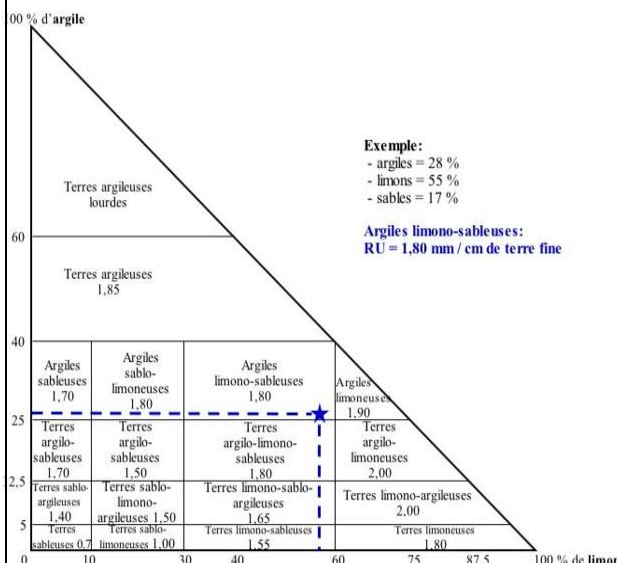 00 % d'argile
Exemple:
- argiles = 28 %
- limons = 55 %
- sables = 17 %
Argiles limono-sableuses:
RU = 1,80 mm / cm de terre fine
Terres argileuses
lourdes
60
Terres argileuses
1,85
40
Argiles
sableuses
1,70
Argiles
sablo-
limoneuses
1,80
Argiles
limono-sableuses
1,80
Argiles
limoneuses
1,90
25
Terres
argilo-
sableuses
1,70
Terres
argilo-
sableuses
1,50
Terres
argilo-limono-
sableuses
1,80
Terres
argilo-
limoneuses
2,00
2,5
Terres sablo-
argileuses
1,40
Terres sablo-
limono-
argileuses 1,50
Terres limono-sablo-
argileuses
1,65
Terres limono-argileuses
2,00
5
Terres
sableuses 0,7
Terres sablo-
limoneuses 1,00
Terres limono-sableuses
1,55
Terres limoneuses
1,80
0 10 30 40 60 75 87,5 100 % de limon